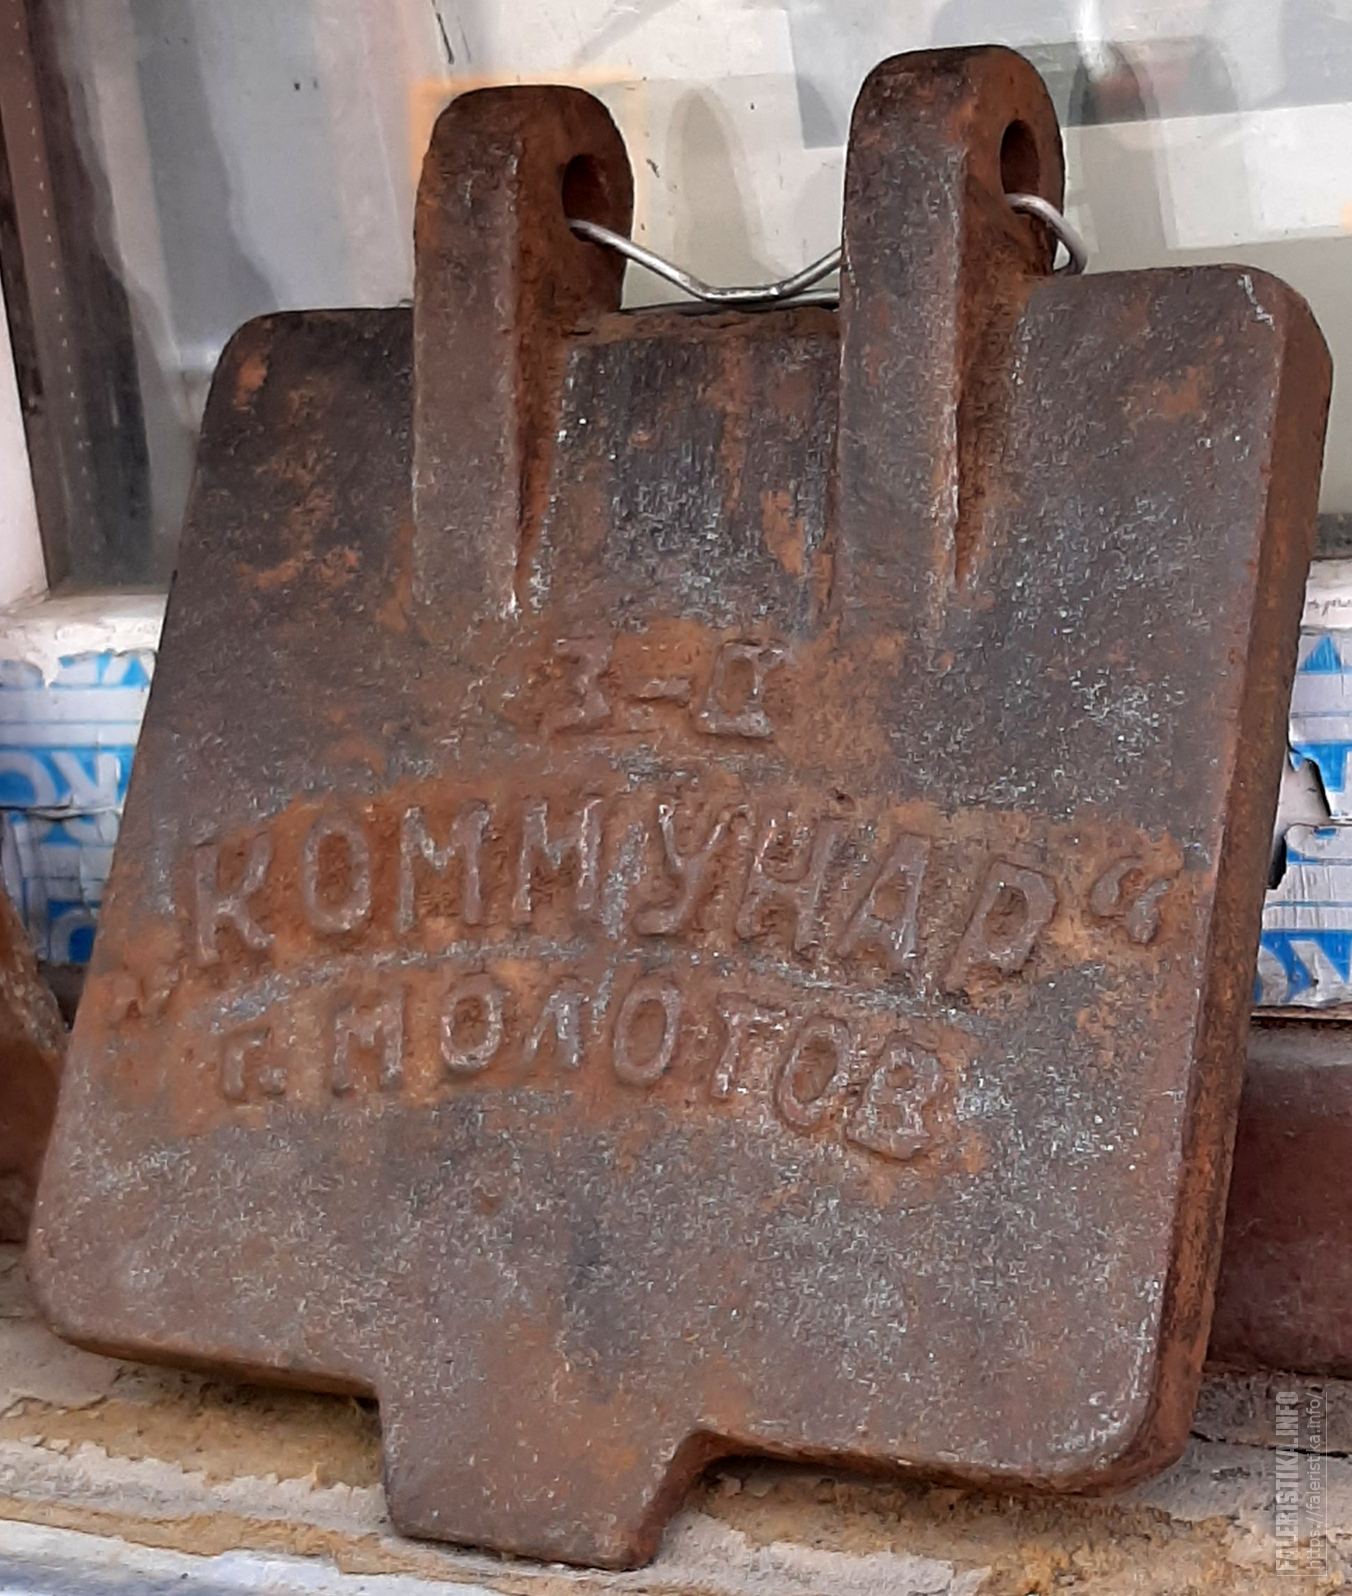 З-Д
"КОММУНАР"
г. МОЛОТОВ
FALERISTIKA.INFO
https://faleristika.info/